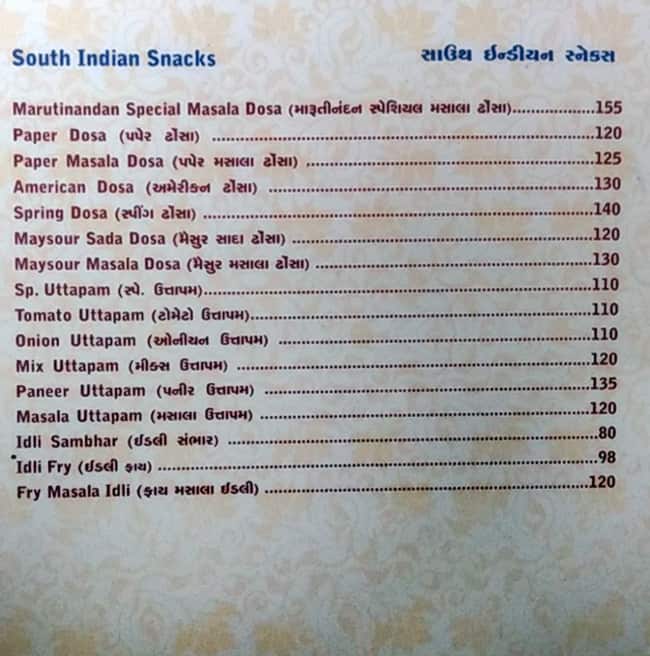 South Indian Snacks સાઉથ ઈન્ડીયન સ્નેકસ
Marutinandan Special Masala Dosa (મારૂતીનંદન સ્પેશિયલ મસાલા ઢોંસા)..................155
Paper Dosa (પપેર ઢોંસા) ..................120
Paper Masala Dosa (પપેર મસાલા ઢોંસા) ..................125
American Dosa (અમેરીકન ઢોંસા) ..................130
Spring Dosa (સ્પીંગ ઢોંસા) ..................140
Maysour Sada Dosa (મૈસુર સાદા ઢોંસા) ..................120
Maysour Masala Dosa (મૈસુર મસાલા ઢોંસા) ..................130
Sp. Uttapam (સ્પે. ઉત્તાપમ)..................110
Tomato Uttapam (ટોમેટો ઉત્તાપમ)..................110
Onion Uttapam (ઓનીયન ઉત્તાપમ) ..................110
Mix Uttapam (મીક્સ ઉત્તાપમ) ..................120
Paneer Uttapam (પનીર ઉત્તાપમ) ..................135
Masala Uttapam (મસાલા ઉત્તાપમ) ..................120
Idli Sambhar (ઈડલી સંભાર) ..................80
Idli Fry (ઈડલી ફ્રાય) ..................98
Fry Masala Idli (ફ્રાય મસાલા ઈડલી) ..................120